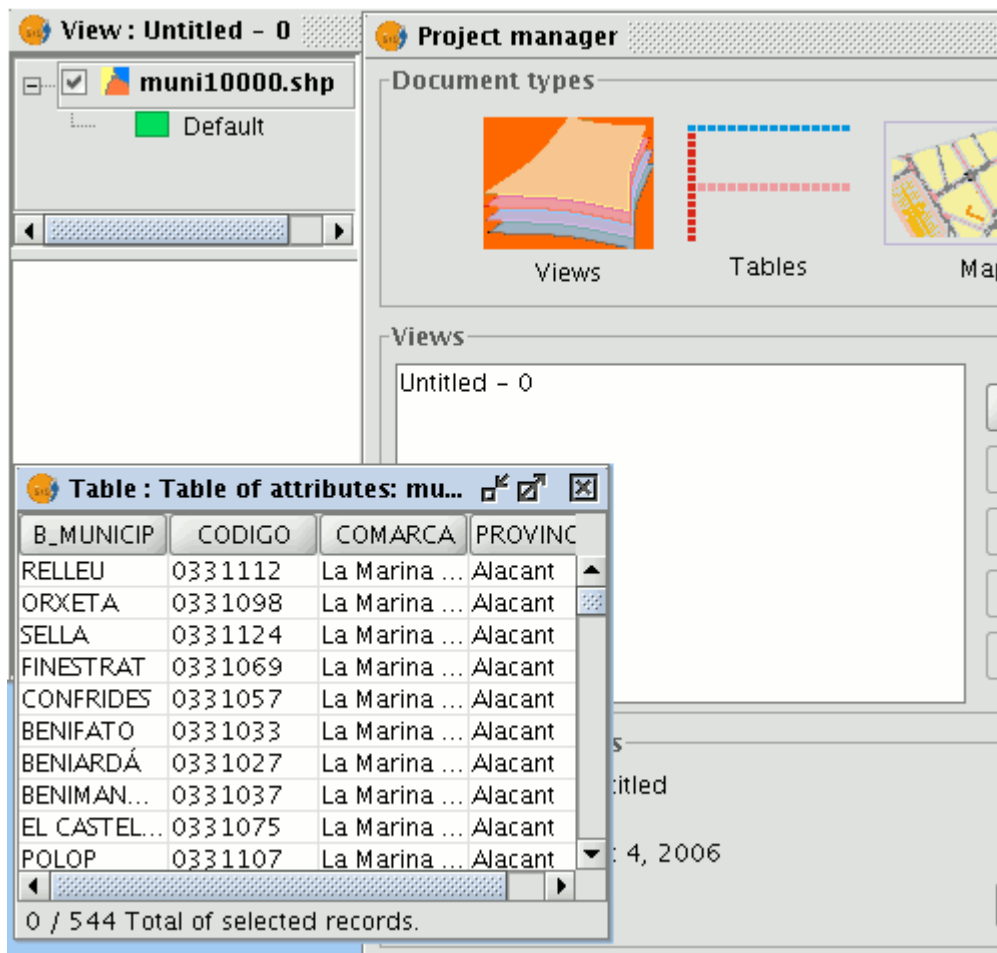 View : Untitled - 0
muni10000.shp
Default
Project manager
Document types
Views
Tables
Map
Views
Untitled - 0
Table : Table of attributes: mu...
B_MUNICIP CODIGO COMARCA PROVINC
RELLEU 0331112 La Marina ... Alacant
ORXETA 0331098 La Marina ... Alacant
SELLA 0331124 La Marina ... Alacant
FINESTRAT 0331069 La Marina ... Alacant
CONFRIDES 0331057 La Marina ... Alacant
BENIFATO 0331033 La Marina ... Alacant
BENIARDÁ 0331027 La Marina ... Alacant
BENIMAN... 0331037 La Marina ... Alacant
EL CASTEL... 0331075 La Marina ... Alacant
POLOP 0331107 La Marina ... Alacant
0 / 544 Total of selected records.
s
titled
: 4, 2006